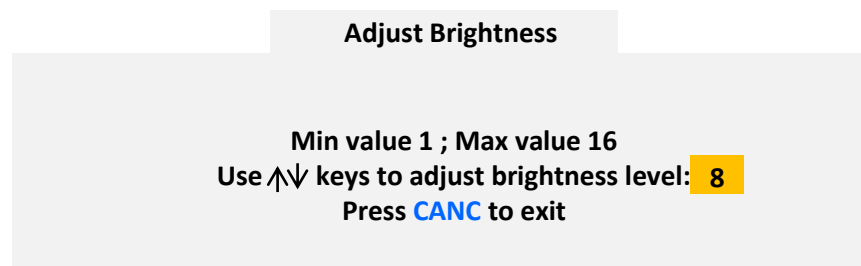 Adjust Brightness
Min value 1 ; Max value 16
Use ↑↓ keys to adjust brightness level: 8
Press CANC to exit